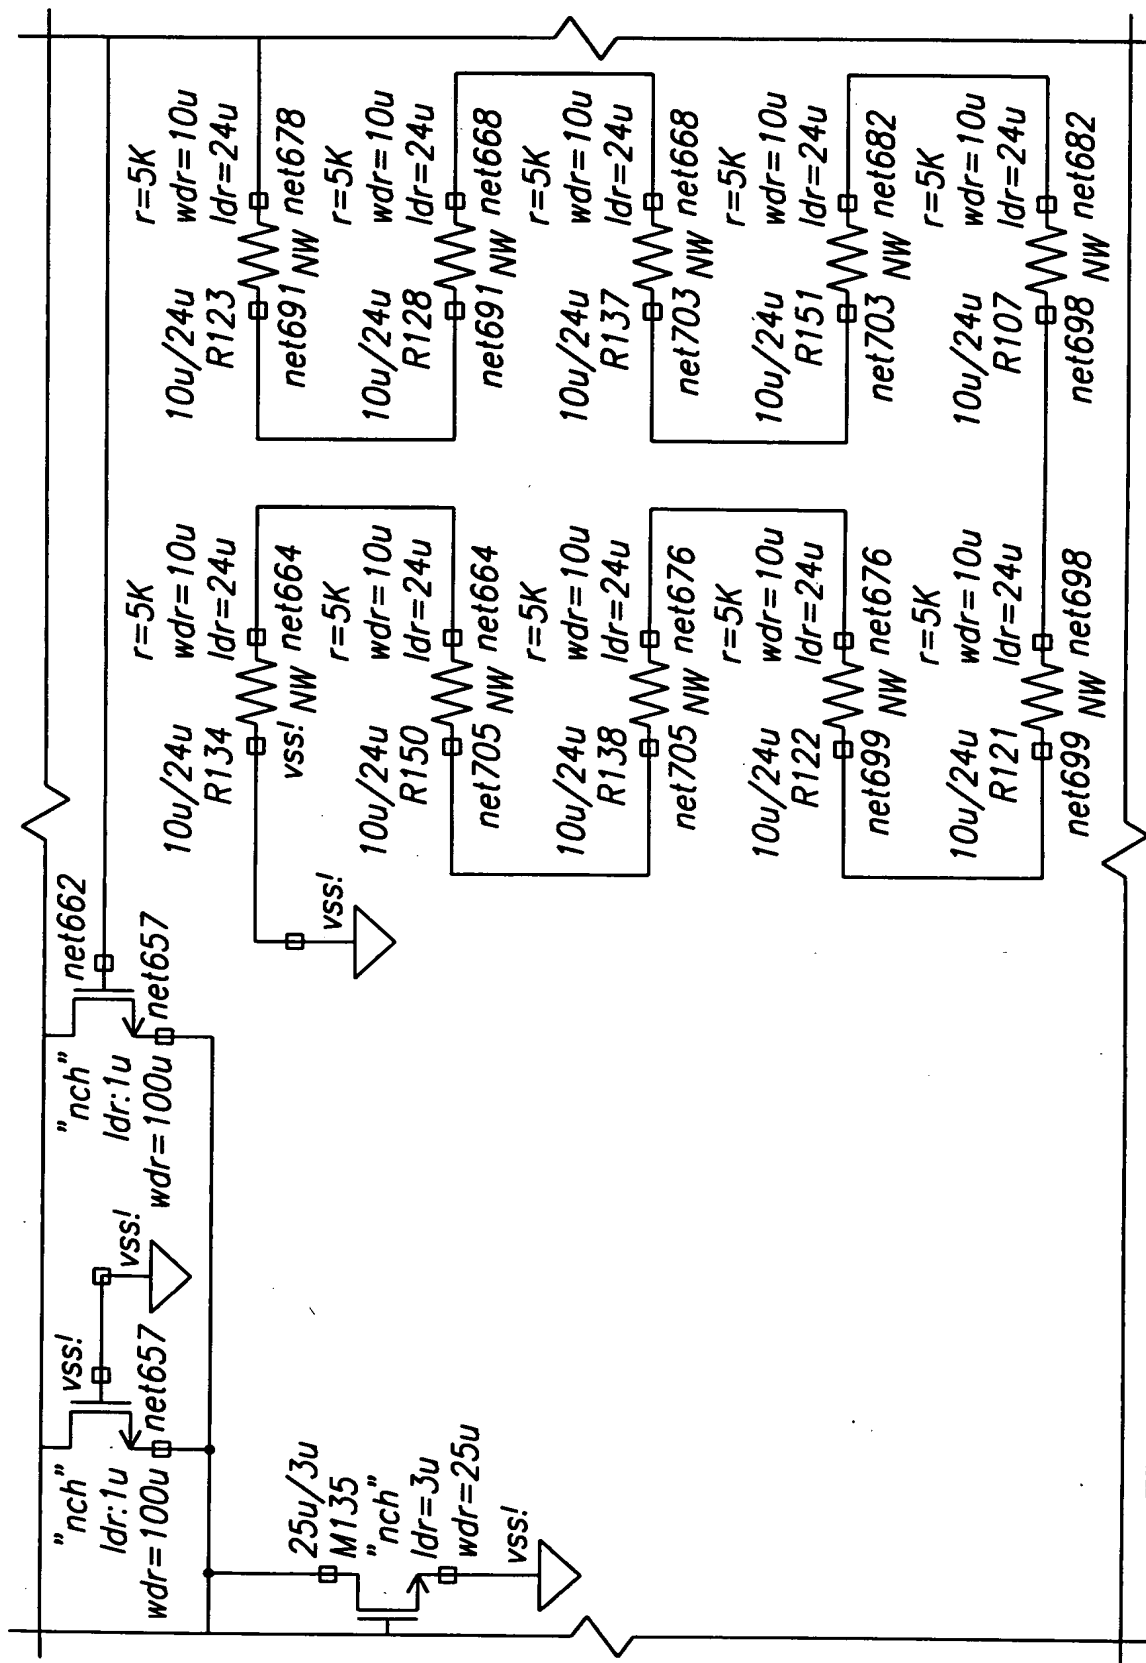 "nch"
ldr:1u
wdr=100u
vss!
net657
vss!
"nch"
ldr:1u
wdr=100u
net662
net657
25u/3u
M135
"nch"
ldr=3u
wdr=25u
vss!
vss!
10u/24u
R134
vss!
r=5K
wdr=10u
ldr=24u
net664
NW
10u/24u
R150
net705
r=5K
wdr=10u
ldr=24u
net664
NW
10u/24u
R138
net705
r=5K
wdr=10u
ldr=24u
net676
NW
10u/24u
R122
net699
r=5K
wdr=10u
ldr=24u
net676
NW
10u/24u
R121
net699
r=5K
wdr=10u
ldr=24u
net698
NW
10u/24u
R123
net691
r=5K
wdr=10u
ldr=24u
net678
NW
10u/24u
R128
net691
r=5K
wdr=10u
ldr=24u
net668
NW
10u/24u
R137
net703
r=5K
wdr=10u
ldr=24u
net668
NW
10u/24u
R151
net703
r=5K
wdr=10u
ldr=24u
net682
NW
10u/24u
R107
net698
r=5K
wdr=10u
ldr=24u
net682
NW